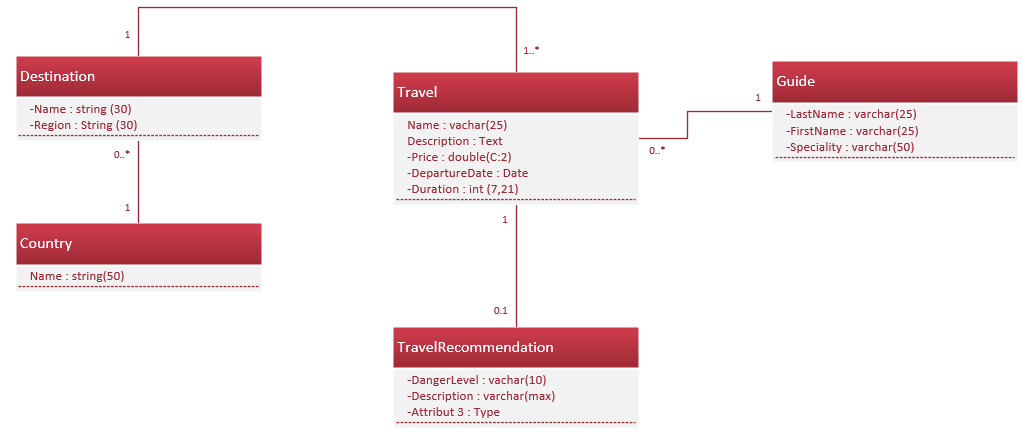 1
1..*
Destination
-Name : string (30)
-Region : String (30)
0..*
1
Country
Name : string(50)
Travel
Name : vachar(25)
Description : Text
-Price : double(C:2)
-DepartureDate : Date
-Duration : int (7,21)
0..*
1
Guide
-LastName : varchar(25)
-FirstName : varchar(25)
-Speciality : varchar(50)
1
0.1
TravelRecommendation
-DangerLevel : vachar(10)
-Description : varchar(max)
-Attribut 3 : Type